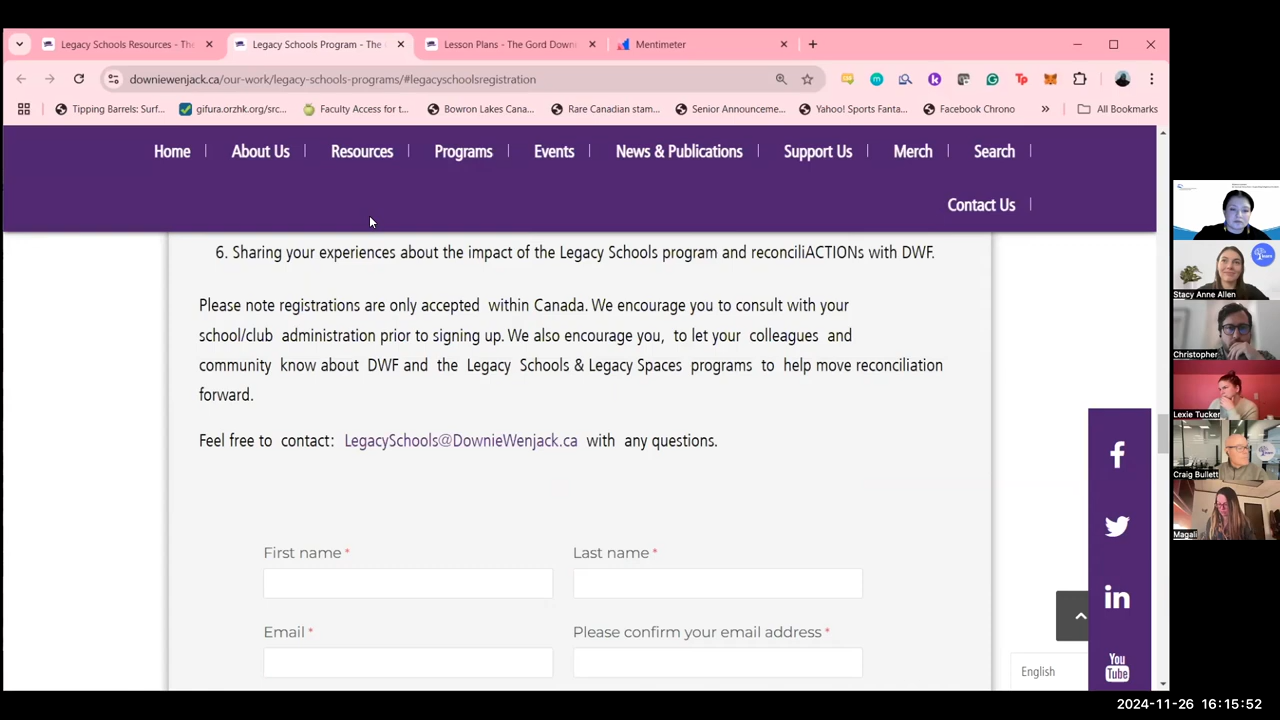 Legacy Schools Resources - The
Legacy Schools Program - The
Lesson Plans - The Gord Down
Mentimeter
downiewenjack.ca/our-work/legacy-schools-programs/#legacyschoolsregistration
Tipping Barrels: Surf...
gifura.orzhk.org/src...
Faculty Access for t...
Bowron Lakes Cana...
Rare Canadian stam...
Senior Announceme...
Yahoo! Sports Fanta...
Facebook Chrono
All Bookmarks
Home
About Us
Resources
Programs
Events
News & Publications
Support Us
Merch
Search
Contact Us
6. Sharing your experiences about the impact of the Legacy Schools program and reconciliACTIONs with DWF.
Please note registrations are only accepted within Canada. We encourage you to consult with your
school/club administration prior to signing up. We also encourage you, to let your colleagues and
community know about DWF and the Legacy Schools & Legacy Spaces programs to help move reconciliation
forward.
Feel free to contact: LegacySchools@DownieWenjack.ca with any questions.
First name *
Last name *
Email *
Please confirm your email address *
English
You
Tube
Stacy Anne Allen
Christopher
Lexie Tucker
Craig Bullett
Magali
2024-11-26 16:15:52